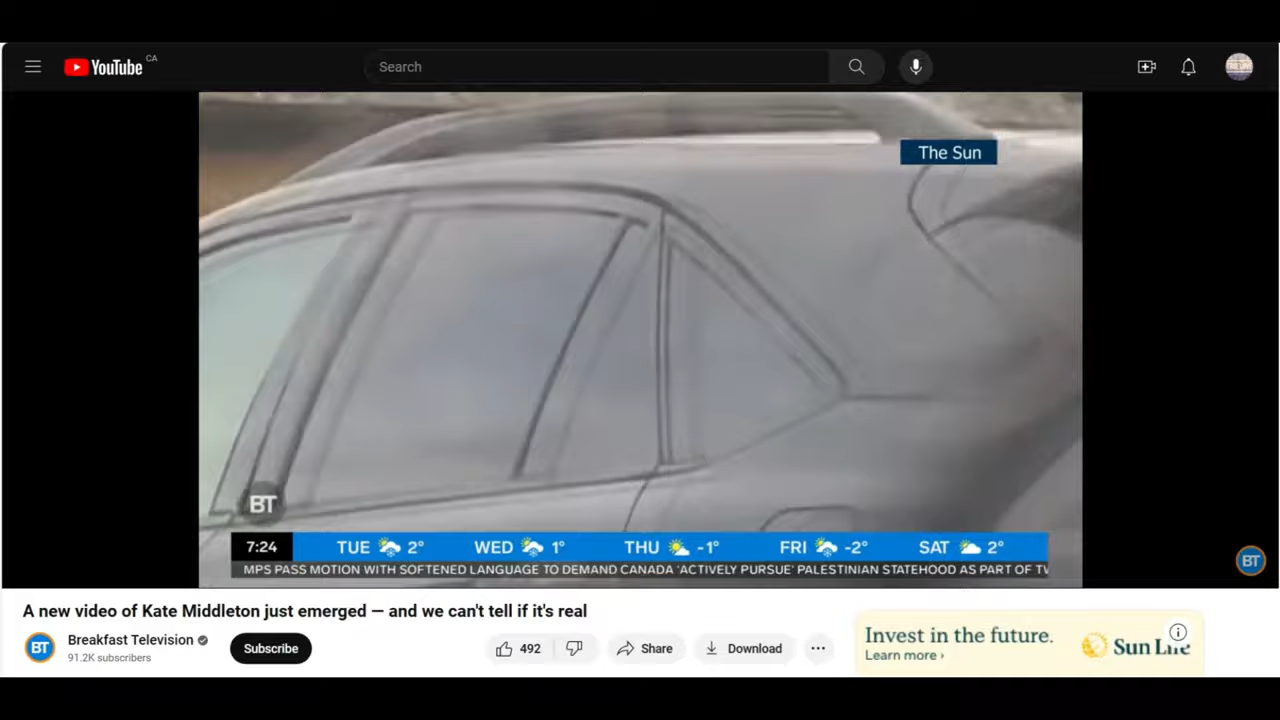 YouTube CA
Search
The Sun
BT
7:24 TUE 2° WED 1° THU -1° FRI -2° SAT 2°
MPS PASS MOTION WITH SOFTENED LANGUAGE TO DEMAND CANADA 'ACTIVELY PURSUE' PALESTINIAN STATEHOOD AS PART OF
BT
A new video of Kate Middleton just emerged — and we can't tell if it's real
BT
Breakfast Television
91.2K subscribers
Subscribe
492
Share
Download
Invest in the future.
Learn more ›
Sun Life